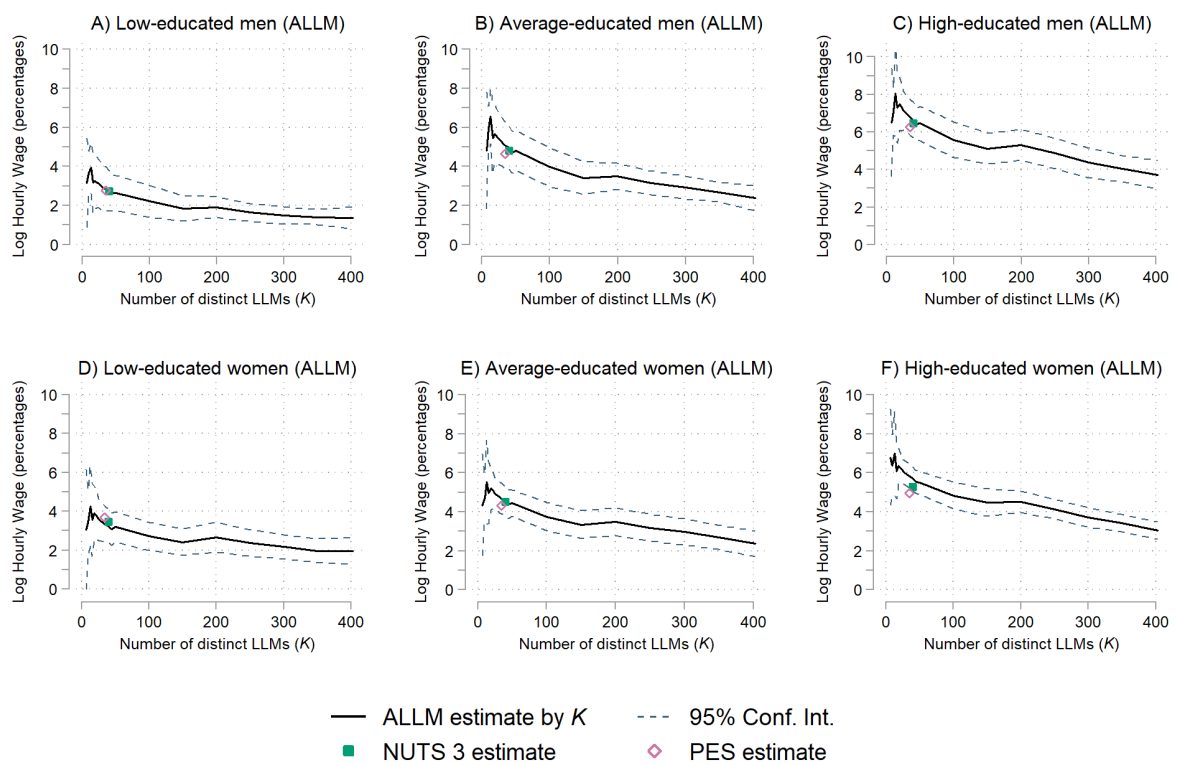 A) Low-educated men (ALLM)
Log Hourly Wage (percentages)
10
8
6
4
2
0
0 100 200 300 400
Number of distinct LLMs (K)
B) Average-educated men (ALLM)
Log Hourly Wage (percentages)
10
8
6
4
2
0
0 100 200 300 400
Number of distinct LLMs (K)
C) High-educated men (ALLM)
Log Hourly Wage (percentages)
10
8
6
4
2
0
0 100 200 300 400
Number of distinct LLMs (K)
D) Low-educated women (ALLM)
Log Hourly Wage (percentages)
10
8
6
4
2
0
0 100 200 300 400
Number of distinct LLMs (K)
E) Average-educated women (ALLM)
Log Hourly Wage (percentages)
10
8
6
4
2
0
0 100 200 300 400
Number of distinct LLMs (K)
F) High-educated women (ALLM)
Log Hourly Wage (percentages)
10
8
6
4
2
0
0 100 200 300 400
Number of distinct LLMs (K)
ALLM estimate by K
95% Conf. Int.
NUTS 3 estimate
PES estimate